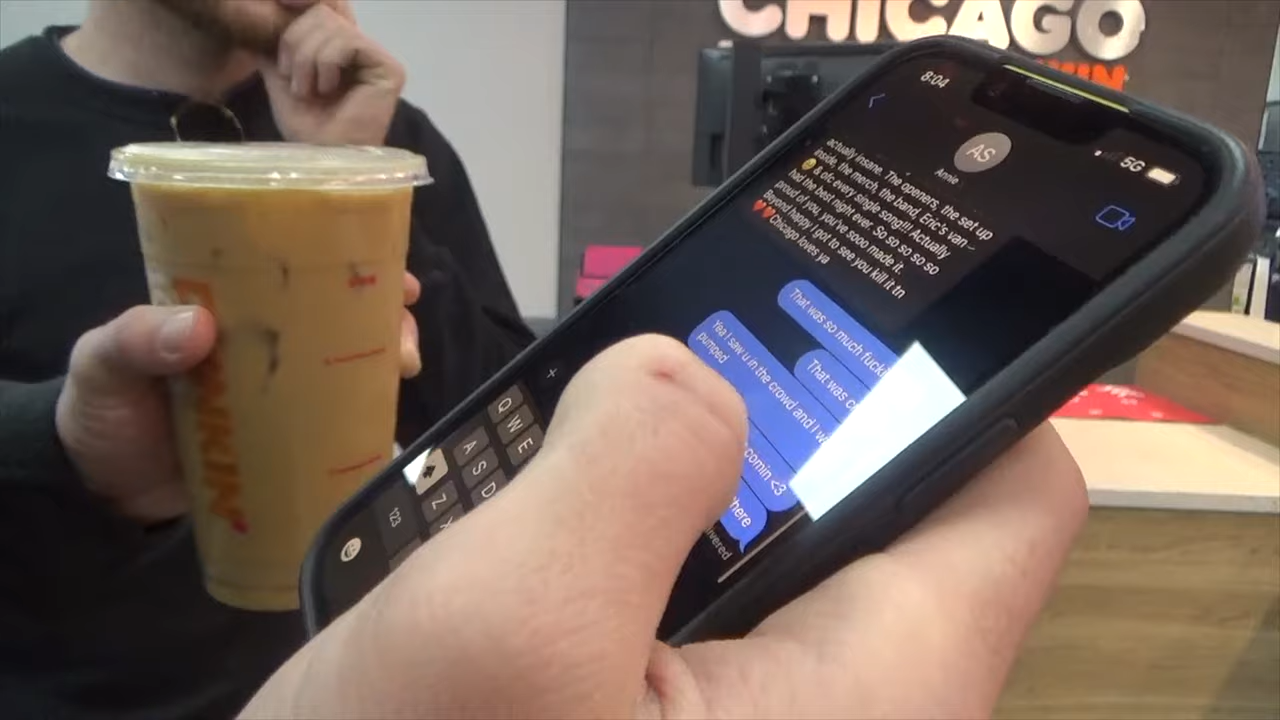 CHICAGO
8:04
5G
AS
Annie
actually insane. The openers, the set up
inside, the merch, the band, Eric's van -
😭 & ofc every single song!!! Actually
had the best night ever. So so so so so
proud of you, you've sooo made it.
Beyond happy I got to see you kill it tn
❤️❤️Chicago loves ya
That was so much
That was
Yea I saw u in the crowd and I
pumped
comin <3
+
Q W E
A S D
Z
123
DUNKIN'